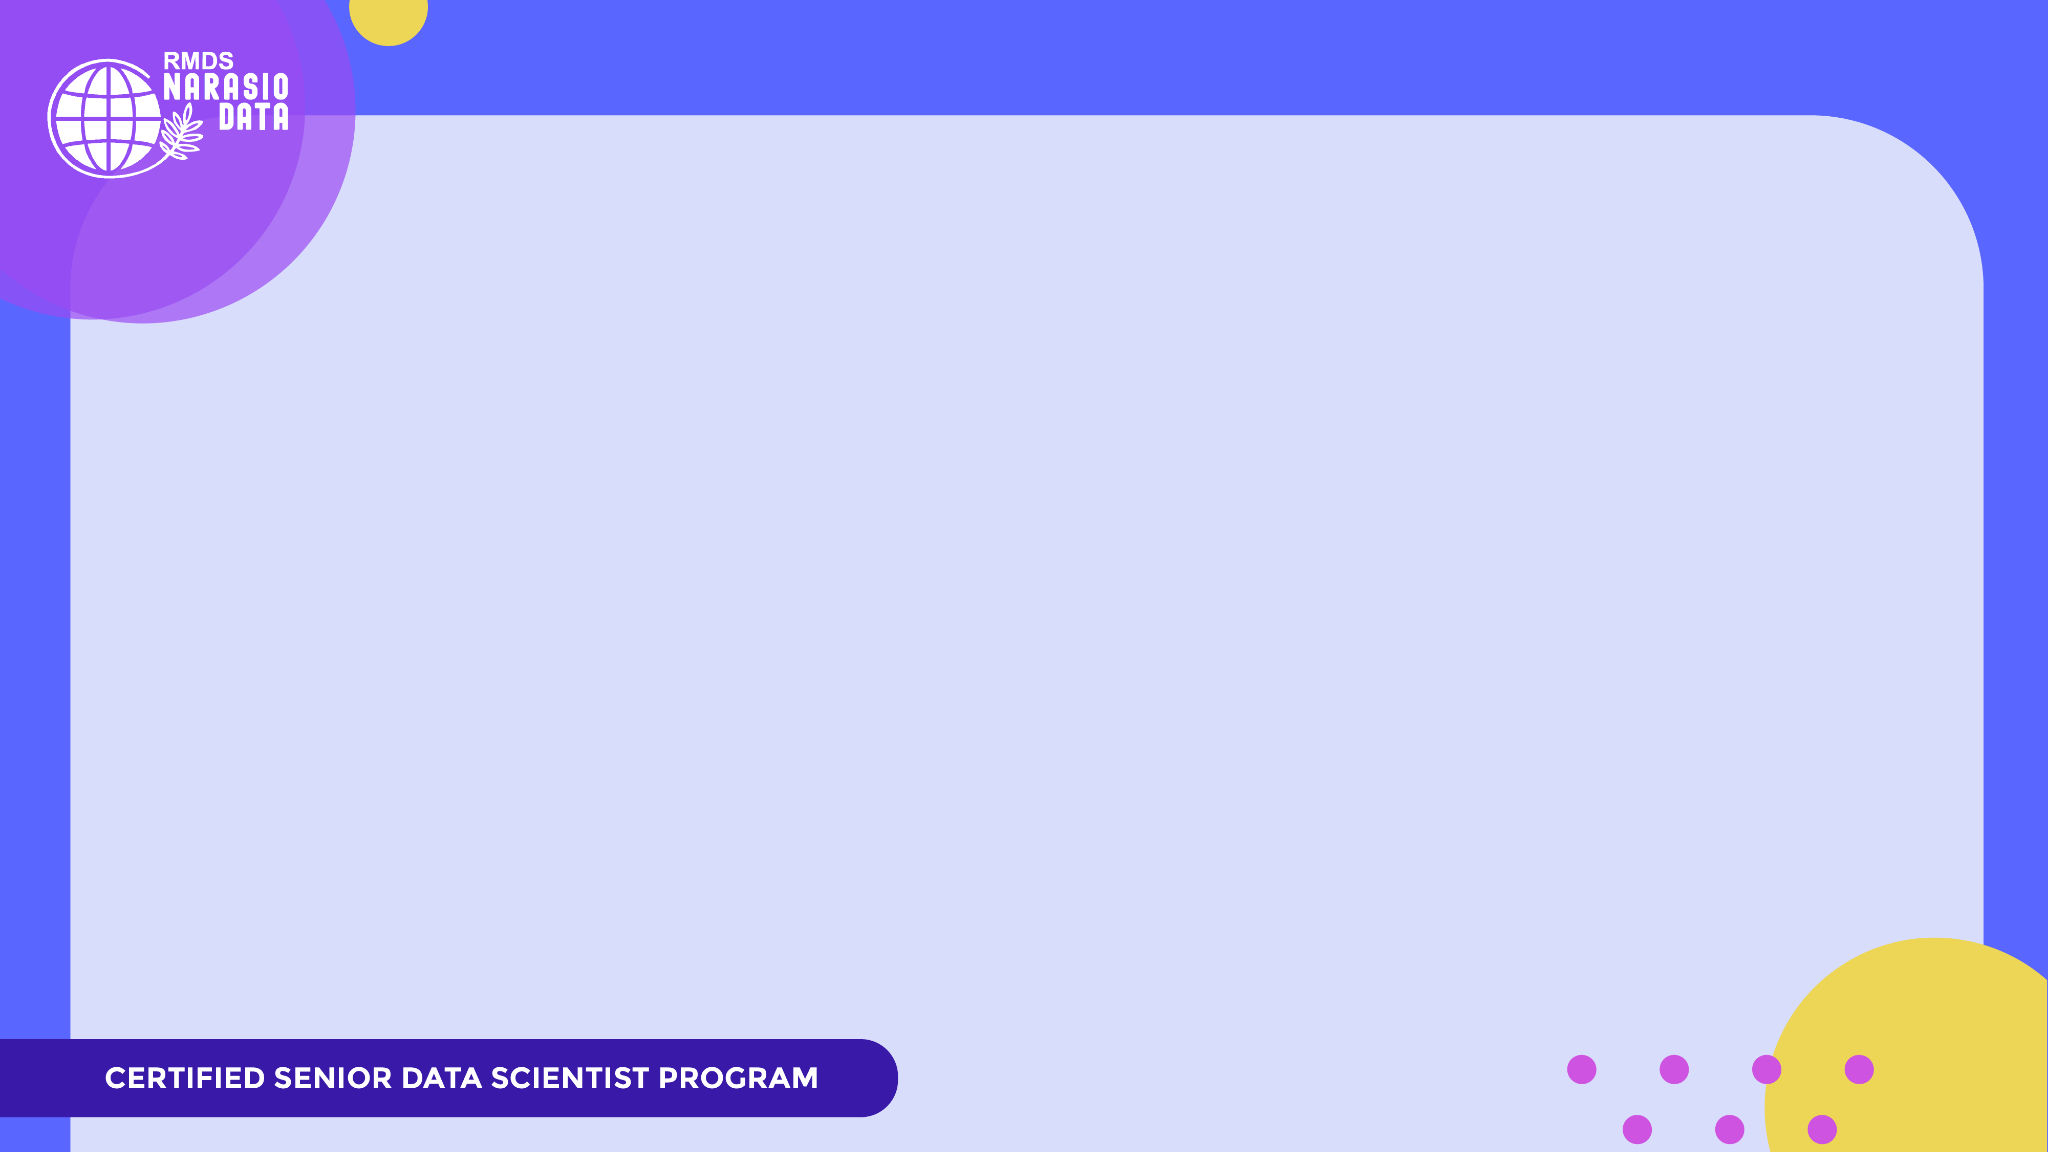 RMDS
NARASIO
DATA
CERTIFIED SENIOR DATA SCIENTIST PROGRAM